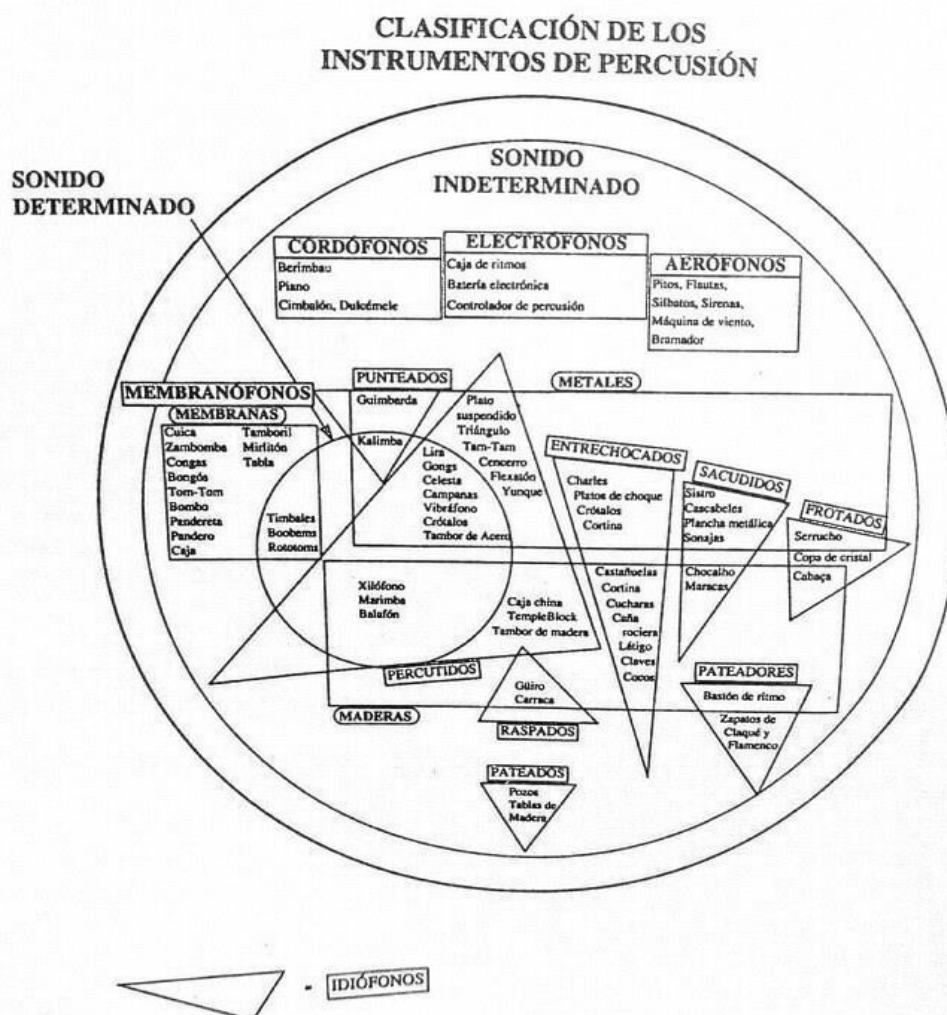 CLASIFICACIÓN DE LOS
INSTRUMENTOS DE PERCUSIÓN
SONIDO
INDETERMINADO
SONIDO
DETERMINADO
CORDÓFONOS
Berimbau
Piano
Cimbalón, Dulcémele
ELECTRÓFONOS
Caja de ritmos
Batería electrónica
Controlador de percusión
AERÓFONOS
Pitos, Flautas,
Silbatos, Sirenas,
Máquina de viento,
Bramador
MEMBRANÓFONOS
MEMBRANAS
Cuica
Zambomba
Congas
Bongós
Tom-Tom
Bombo
Pandereta
Pandero
Caja
Tamboril
Mirlitón
Tabla
Timbales
Boobems
Rototoms
PUNTEADOS
Guimberda
Kalimba
METALES
Plato
suspendido
Triángulo
Tam-Tam
Cencerro
Flexatón
Yunque
Lira
Gongs
Celesta
Campanas
Vibráfono
Crótalos
Tambor de Acero
ENTRECHOCADOS
Charles
Platos de choque
Crótalos
Cortina
Castañuelas
Cortina
Cucharas
Caña
rociera
Látigo
Claves
Cocos
SACUDIDOS
Sistro
Cascabeles
Plancha metálica
Sonajas
Chocalho
Maracas
FROTADOS
Serrucho
Copa de cristal
Cabaça
Xilófono
Marimba
Balafón
Caja china
TempleBlock
Tambor de madera
PERCUTIDOS
MADERAS
Güiro
Carraca
RASPADOS
PATEADORES
Bastón de ritmo
Zapatos de
Claqué y
Flamenco
PATEADOS
Pozos
Tablas de
Madera
- IDIÓFONOS